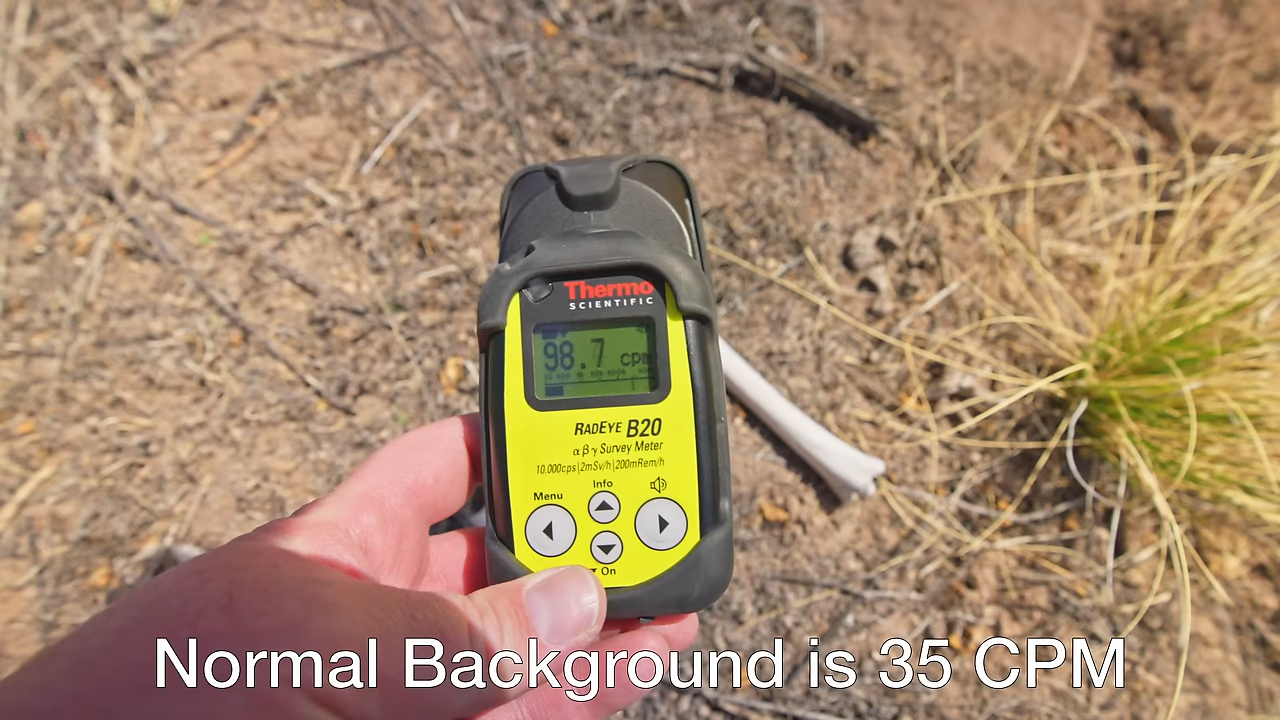 Thermo
SCIENTIFIC
98.7 cpm
RADEYE B20
α β γ Survey Meter
10.000cps|2mSv/h|200mRem/h
Info
Menu
On
Normal Background is 35 CPM